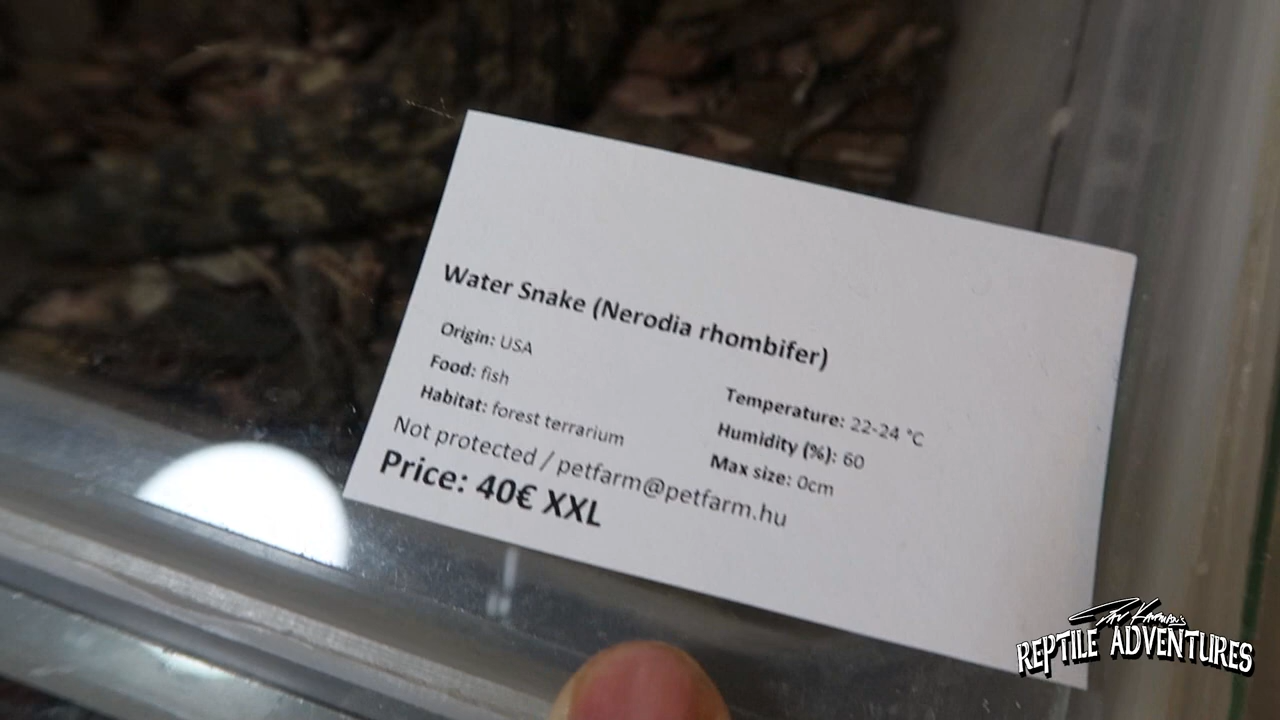 Water Snake (Nerodia rhombifer)
Origin: USA
Food: fish
Habitat: forest terrarium
Temperature: 22-24 °C
Humidity (%): 60
Max size: 0cm
Not protected / petfarm@petfarm.hu
Price: 40€ XXL
REPTILE ADVENTURES